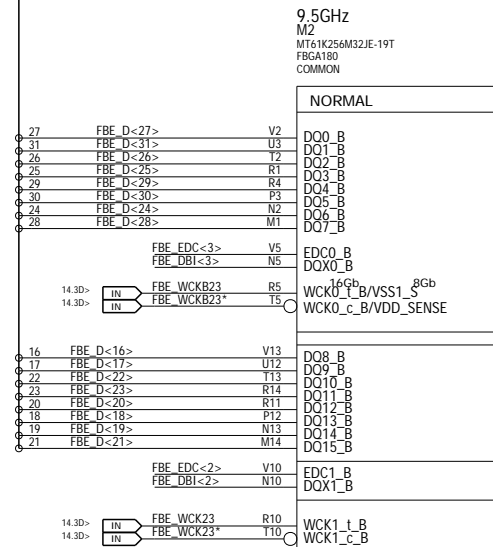 9.5GHz
M2
MT61K256M32JE-19T
FBGA180
COMMON
NORMAL
27 FBE_D<27> V2 DQ0_B
31 FBE_D<31> U3 DQ1_B
26 FBE_D<26> T2 DQ2_B
25 FBE_D<25> R1 DQ3_B
29 FBE_D<29> R4 DQ4_B
30 FBE_D<30> P3 DQ5_B
24 FBE_D<24> N2 DQ6_B
28 FBE_D<28> M1 DQ7_B
FBE_EDC<3> V5 EDC0_B
FBE_DBI<3> N5 DQX0_B
16Gb 8Gb
14.3D> IN FBE_WCKB23 R5 WCK0_t_B/VSS1_S
14.3D> IN FBE_WCKB23* T5 WCK0_c_B/VDD_SENSE
16 FBE_D<16> V13 DQ8_B
17 FBE_D<17> U12 DQ9_B
22 FBE_D<22> T13 DQ10_B
23 FBE_D<23> R14 DQ11_B
20 FBE_D<20> R11 DQ12_B
18 FBE_D<18> P12 DQ13_B
19 FBE_D<19> N13 DQ14_B
21 FBE_D<21> M14 DQ15_B
FBE_EDC<2> V10 EDC1_B
FBE_DBI<2> N10 DQX1_B
14.3D> IN FBE_WCK23 R10 WCK1_t_B
14.3D> IN FBE_WCK23* T10 WCK1_c_B